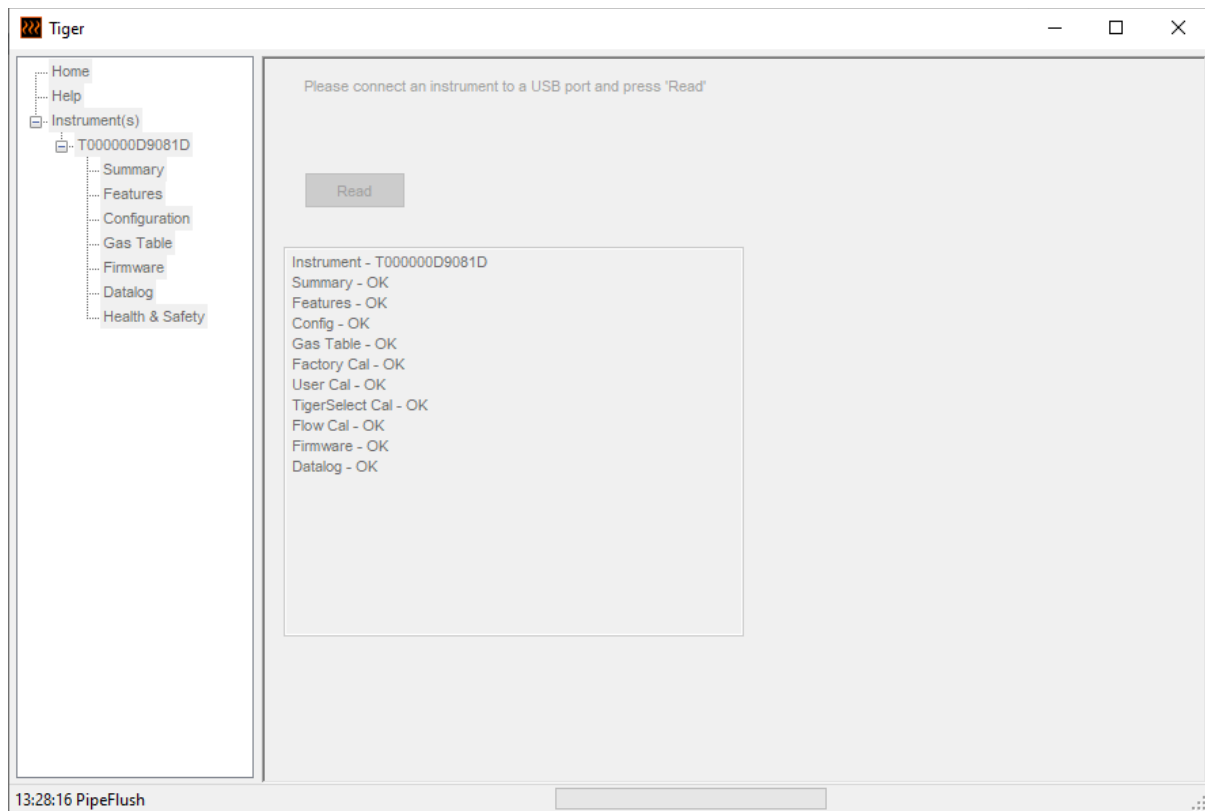 Tiger
Home
Help
Instrument(s)
T000000D9081D
Summary
Features
Configuration
Gas Table
Firmware
Datalog
Health & Safety
Please connect an instrument to a USB port and press 'Read'
Read
Instrument - T000000D9081D
Summary - OK
Features - OK
Config - OK
Gas Table - OK
Factory Cal - OK
User Cal - OK
TigerSelect Cal - OK
Flow Cal - OK
Firmware - OK
Datalog - OK
13:28:16 PipeFlush